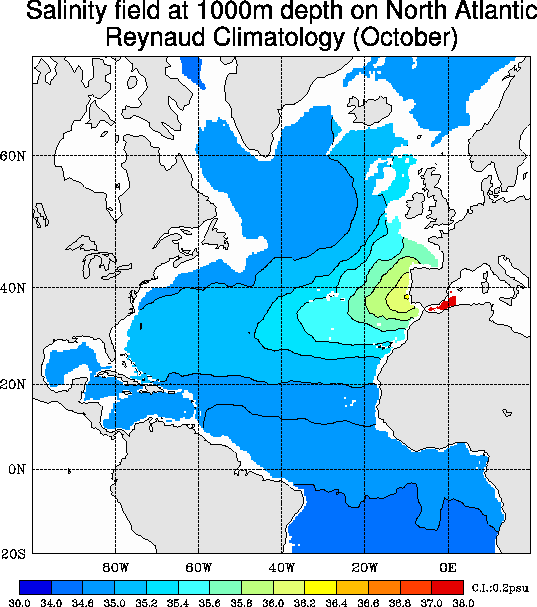 Salinity field at 1000m depth on North Atlantic
Reynaud Climatology (October)
60N
40N
20N
0N
20S
80W 60W 40W 20W 0E
30.0 34.0 34.6 35.0 35.2 35.4 35.6 35.8 36.0 36.2 36.4 36.6 36.8 37.0 38.0 C.I.:0.2psu